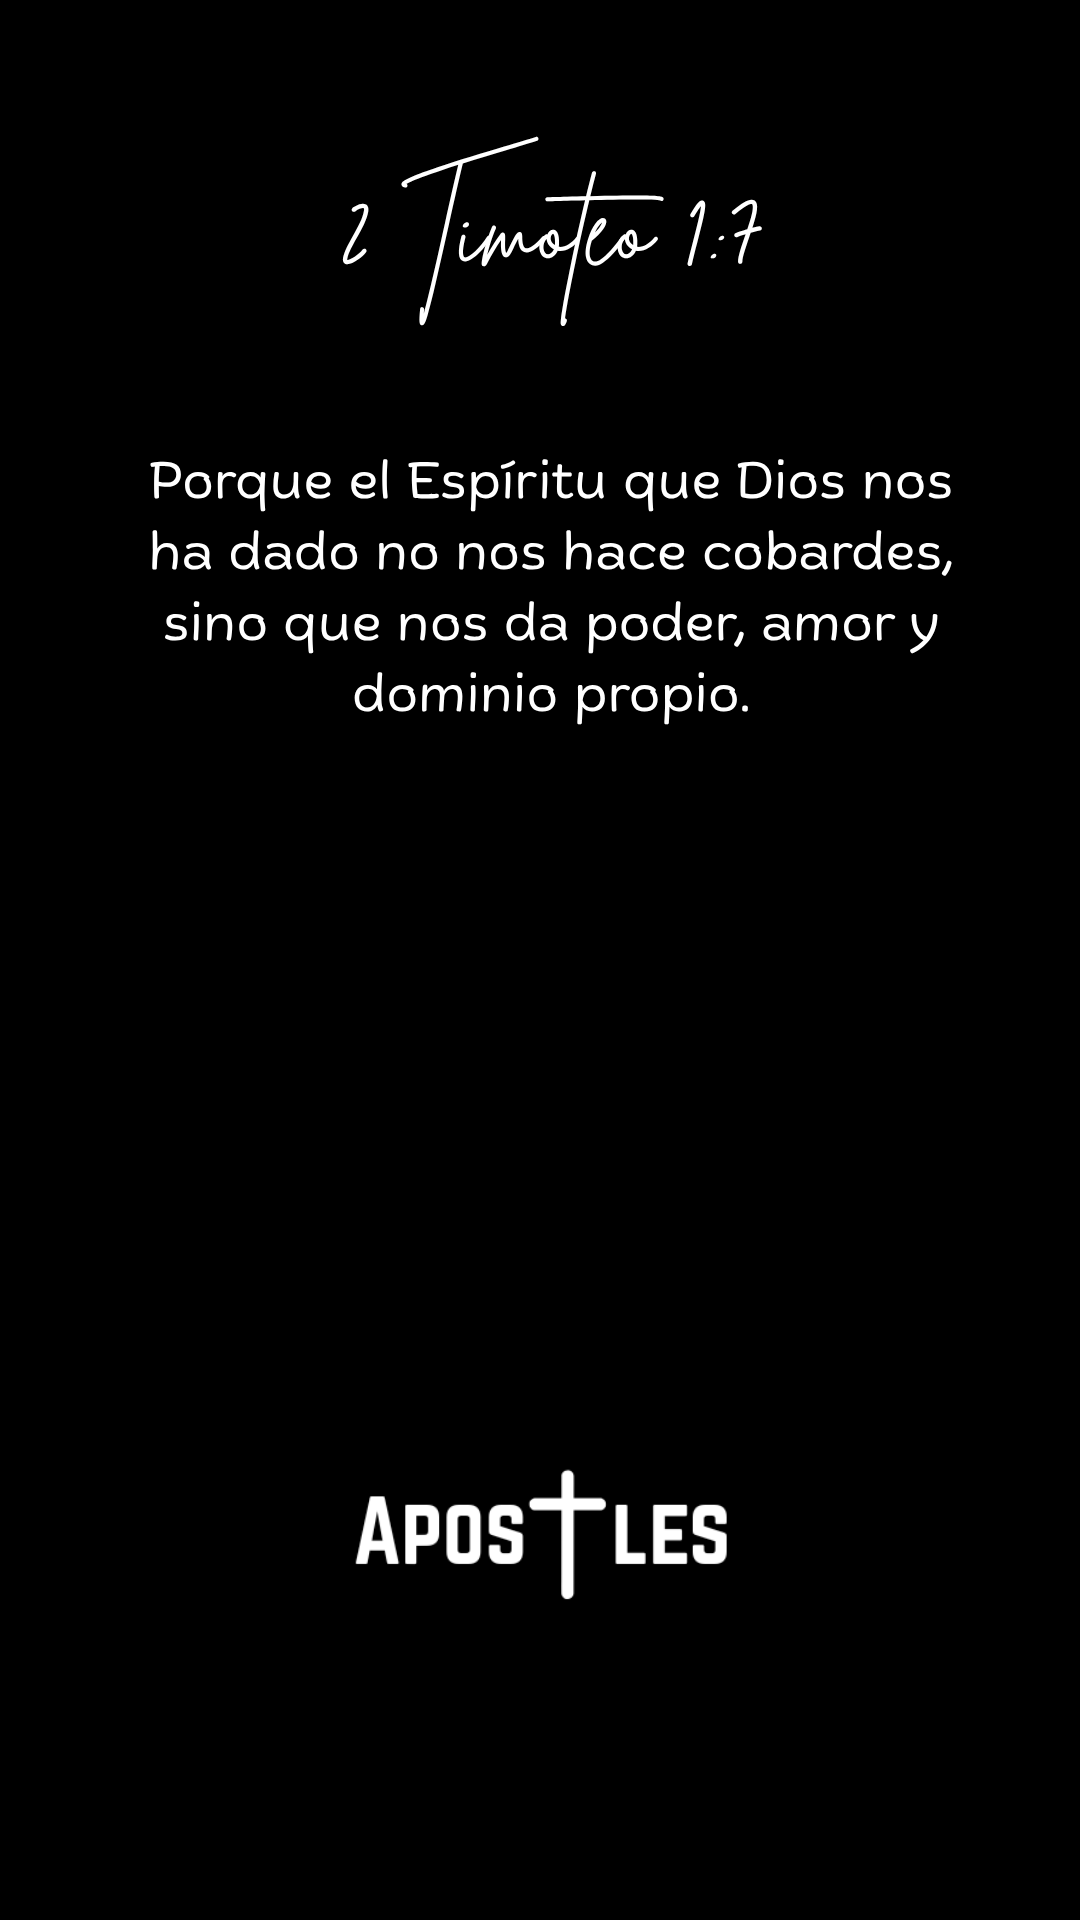 2 Timoteo 1:7
Porque el Espíritu que Dios nos
ha dado no nos hace cobardes,
sino que nos da poder, amor y
dominio propio.
APOSTLES